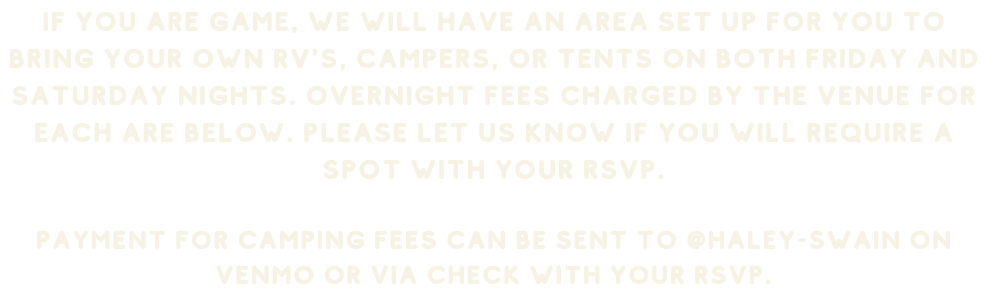 IF YOU ARE GAME, WE WILL HAVE AN AREA SET UP FOR YOU TO
BRING YOUR OWN RV'S, CAMPERS, OR TENTS ON BOTH FRIDAY AND
SATURDAY NIGHTS. OVERNIGHT FEES CHARGED BY THE VENUE FOR
EACH ARE BELOW. PLEASE LET US KNOW IF YOU WILL REQUIRE A
SPOT WITH YOUR RSVP.
PAYMENT FOR CAMPING FEES CAN BE SENT TO @HALEY-SWAIN ON
VENMO OR VIA CHECK WITH YOUR RSVP.